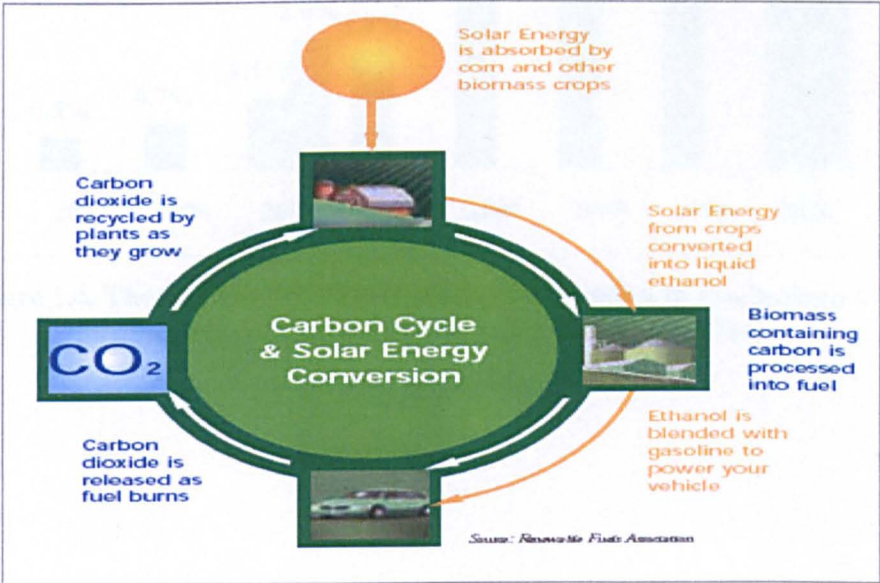 Solar Energy
is absorbed by
corn and other
biomass crops
Carbon
dioxide is
recycled by
plants as
they grow
Solar Energy
from crops
converted
into liquid
ethanol
Carbon Cycle
& Solar Energy
Conversion
Biomass
containing
carbon is
processed
into fuel
CO₂
Ethanol is
blended with
gasoline to
power your
vehicle
Carbon
dioxide is
released as
fuel burns
Source: Renewable Fuels Association